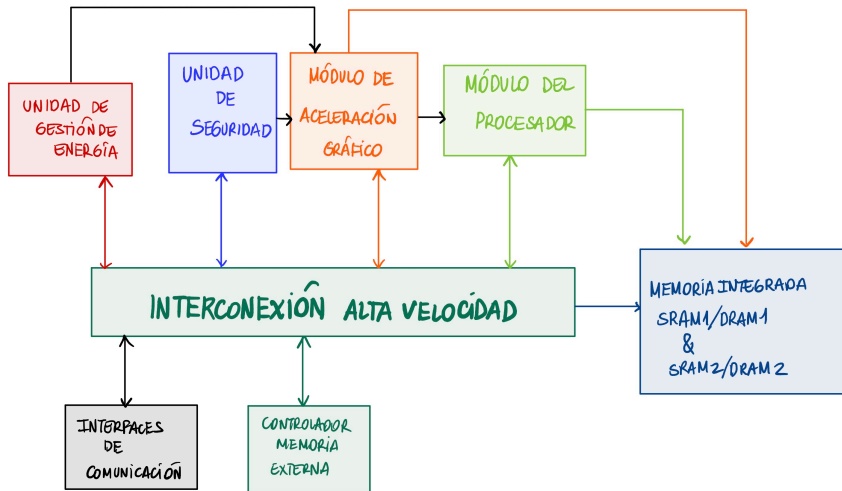 UNIDAD DE
GESTIÓN DE
ENERGÍA
UNIDAD
DE
SEGURIDAD
MÓDULO DE
ACELERACIÓN
GRÁFICO
MÓDULO DEL
PROCESADOR
INTERCONEXIÓN ALTA VELOCIDAD
MEMORIA INTEGRADA
SRAM1/DRAM1
&
SRAM2/DRAM2
INTERFACES
DE
COMUNICACIÓN
CONTROLADOR
MEMORIA
EXTERNA